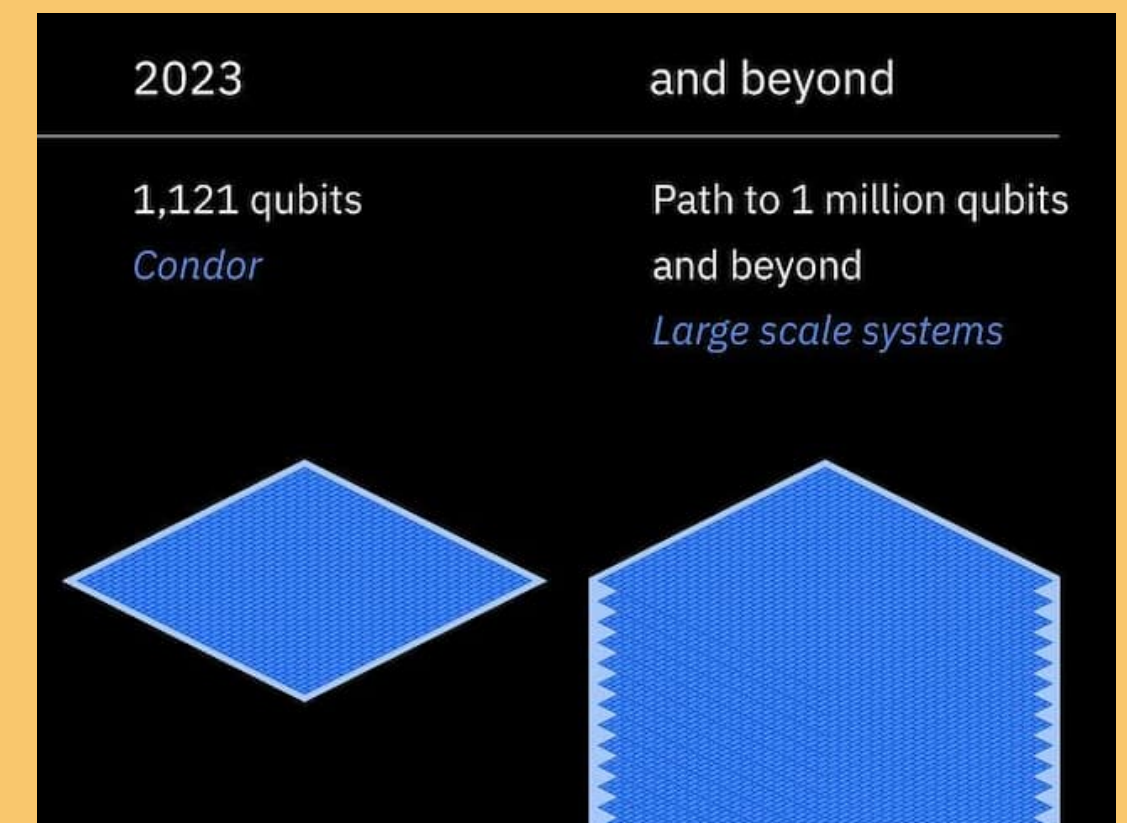 2023
and beyond
1,121 qubits
Condor
Path to 1 million qubits
and beyond
Large scale systems